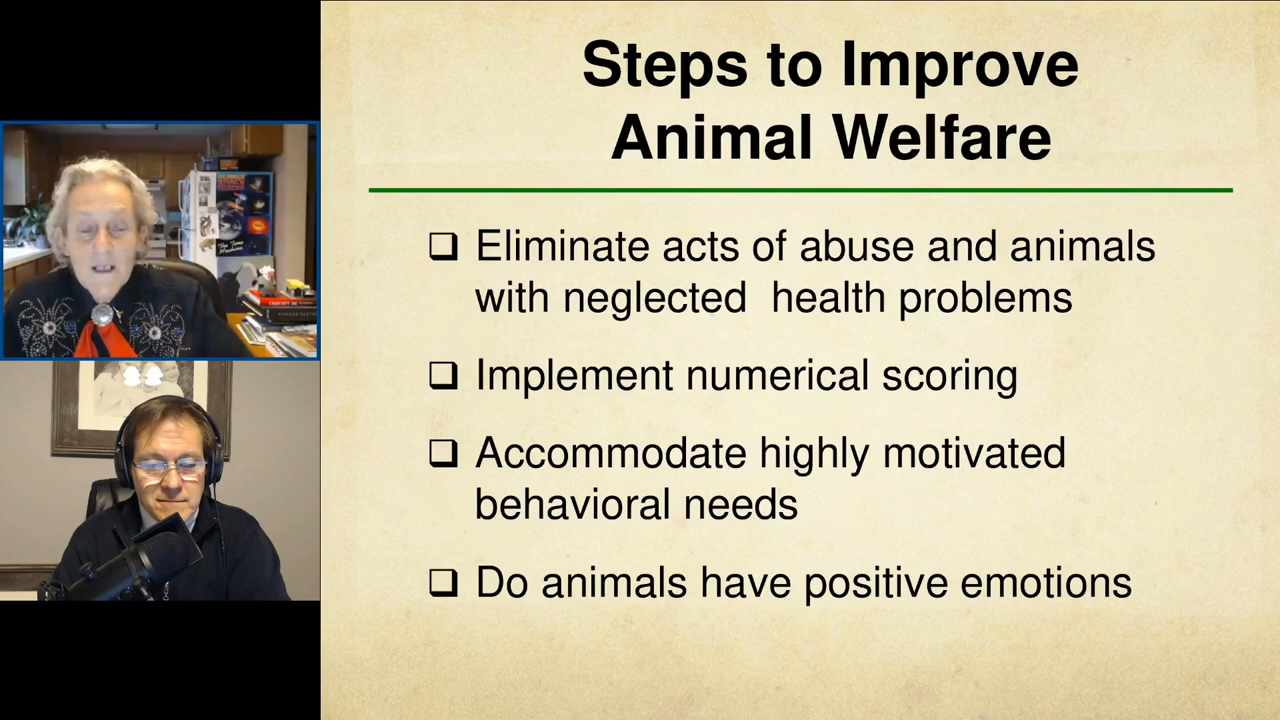 Steps to Improve
Animal Welfare
❑ Eliminate acts of abuse and animals
with neglected  health problems
❑ Implement numerical scoring
❑ Accommodate highly motivated
behavioral needs
❑ Do animals have positive emotions